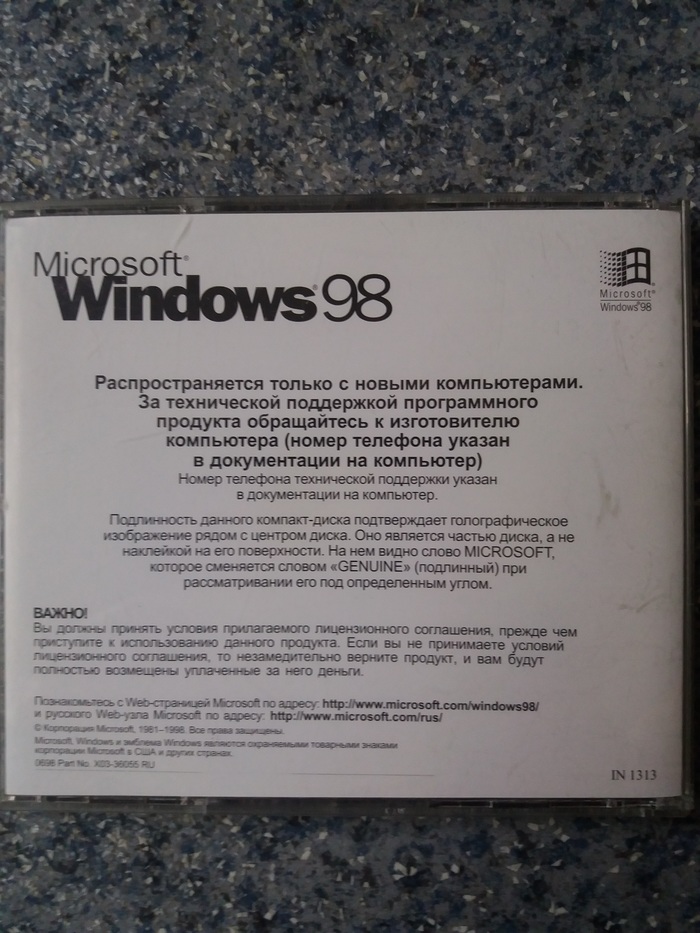 Microsoft®
Windows® 98
Microsoft®
Windows®98
Распространяется только с новыми компьютерами.
За технической поддержкой программного
продукта обращайтесь к изготовителю
компьютера (номер телефона указан
в документации на компьютер)
Номер телефона технической поддержки указан
в документации на компьютер.
Подлинность данного компакт-диска подтверждает голографическое
изображение рядом с центром диска. Оно является частью диска, а не
наклейкой на его поверхности. На нем видно слово MICROSOFT,
которое сменяется словом «GENUINE» (подлинный) при
рассматривании его под определенным углом.
ВАЖНО!
Вы должны принять условия прилагаемого лицензионного соглашения, прежде чем
приступите к использованию данного продукта. Если вы не принимаете условий
лицензионного соглашения, то незамедлительно верните продукт, и вам будут
полностью возмещены уплаченные за него деньги.
Познакомьтесь с Web-страницей Microsoft по адресу: http://www.microsoft.com/windows98/
и русского Web-узла Microsoft по адресу: http://www.microsoft.com/rus/
© Корпорация Microsoft, 1981–1998. Все права защищены.
Microsoft, Windows и эмблема Windows являются охраняемыми товарными знаками
корпорации Microsoft в США и других странах.
0698 Part No. X03-36055 RU
IN 1313